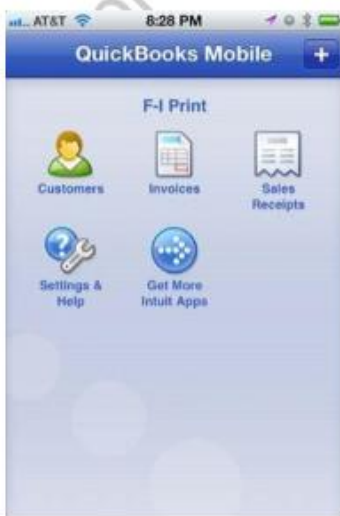 AT&T 8:28 PM
QuickBooks Mobile +
F-I Print
Customers Invoices Sales Receipts
Settings & Help Get More Intuit Apps